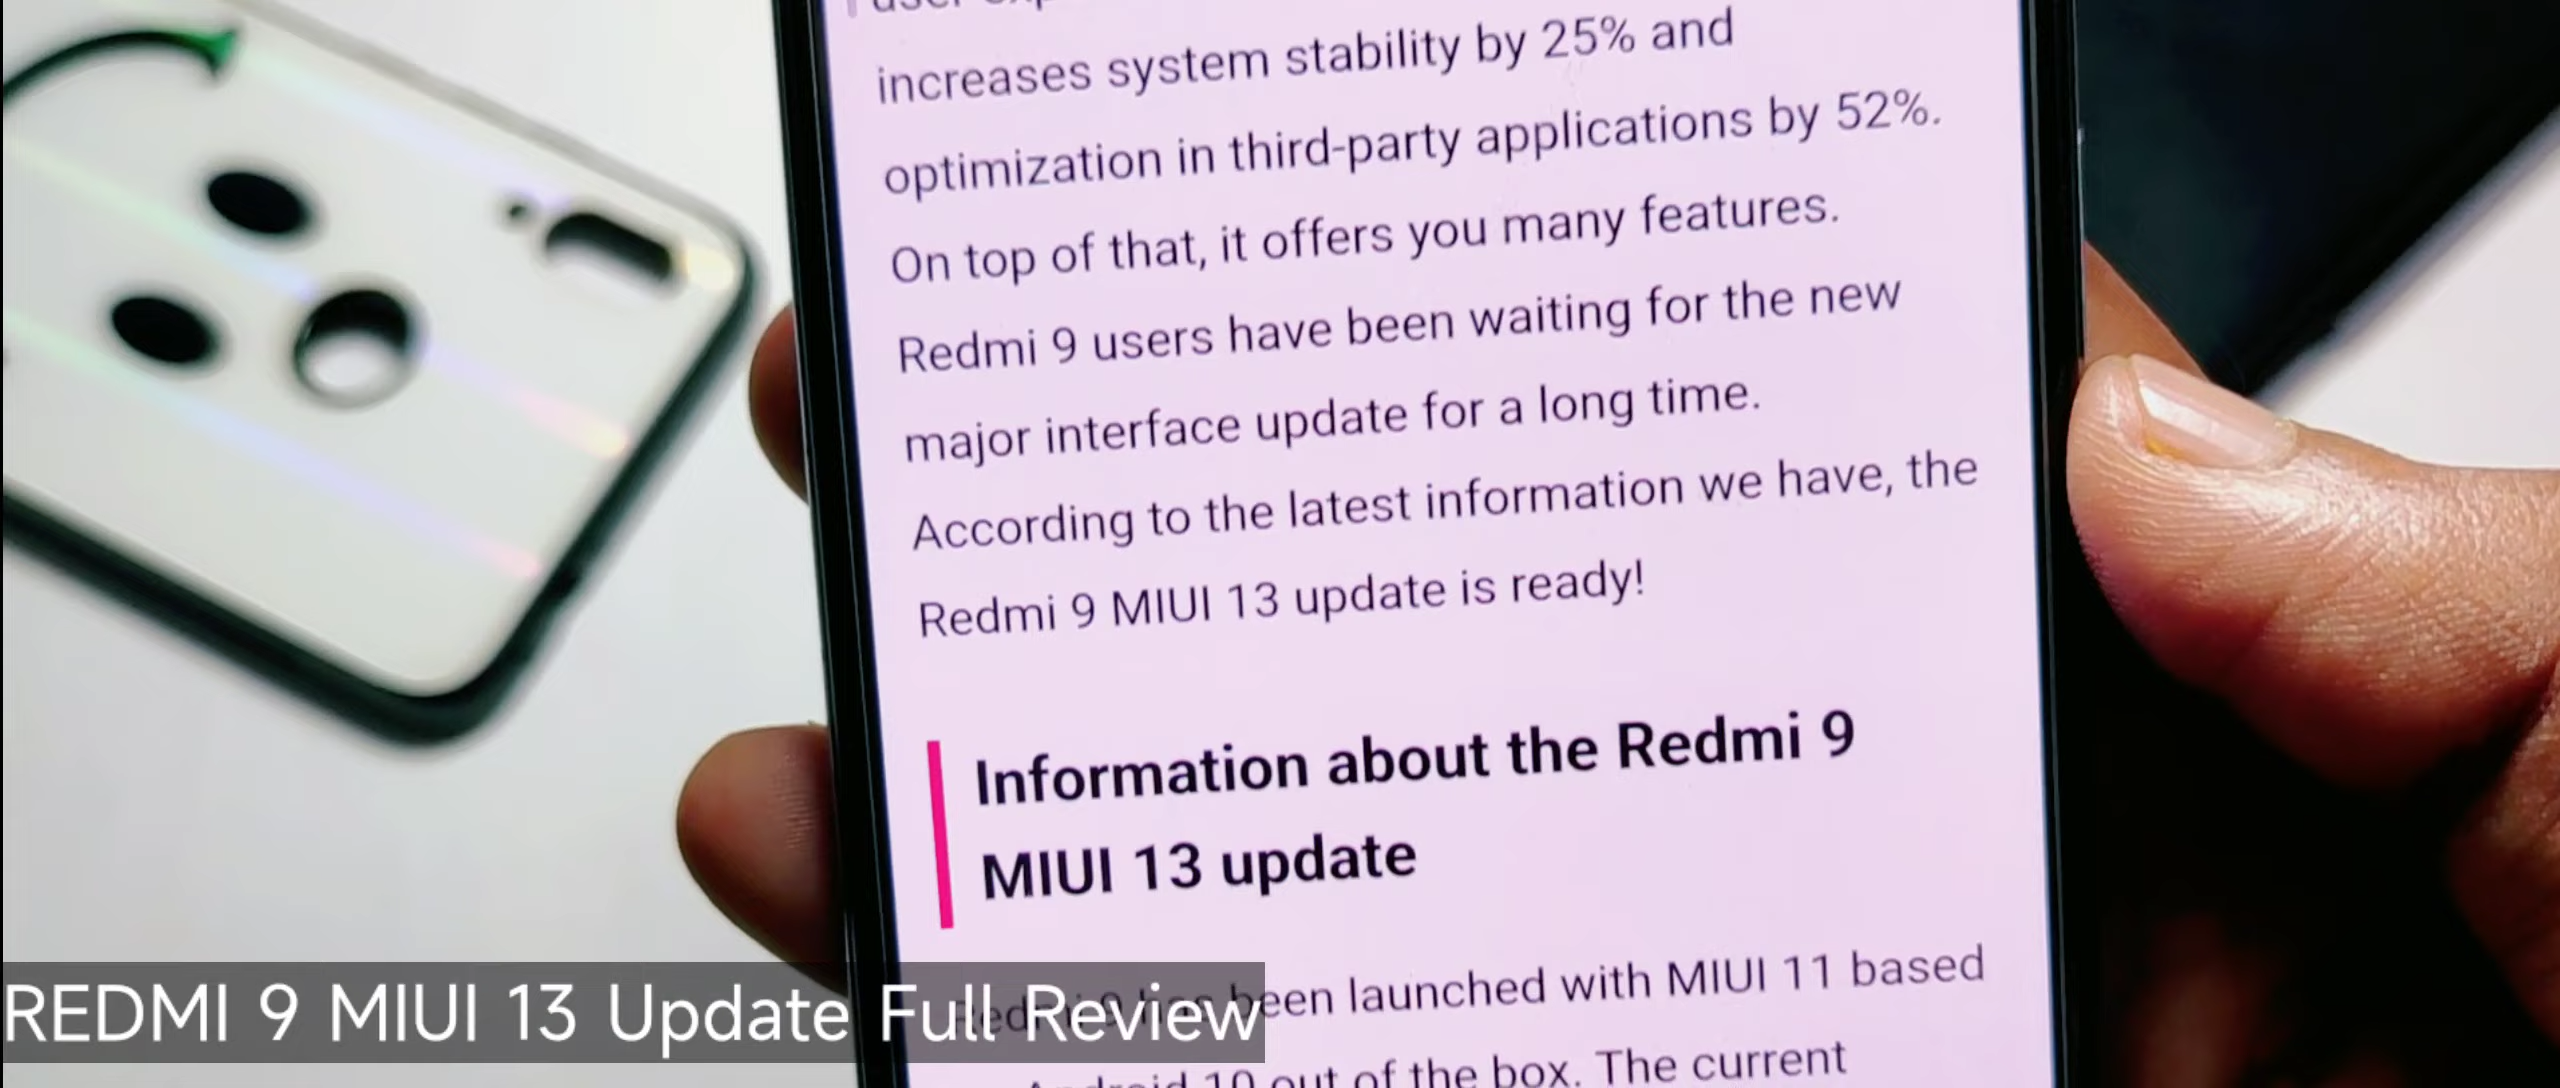 increases system stability by 25% and
optimization in third-party applications by 52%.
On top of that, it offers you many features.
Redmi 9 users have been waiting for the new
major interface update for a long time.
According to the latest information we have, the
Redmi 9 MIUI 13 update is ready!
Information about the Redmi 9
MIUI 13 update
Redmi 9 has been launched with MIUI 11 based
10 out of the box. The current
REDMI 9 MIUI 13 Update Full Review